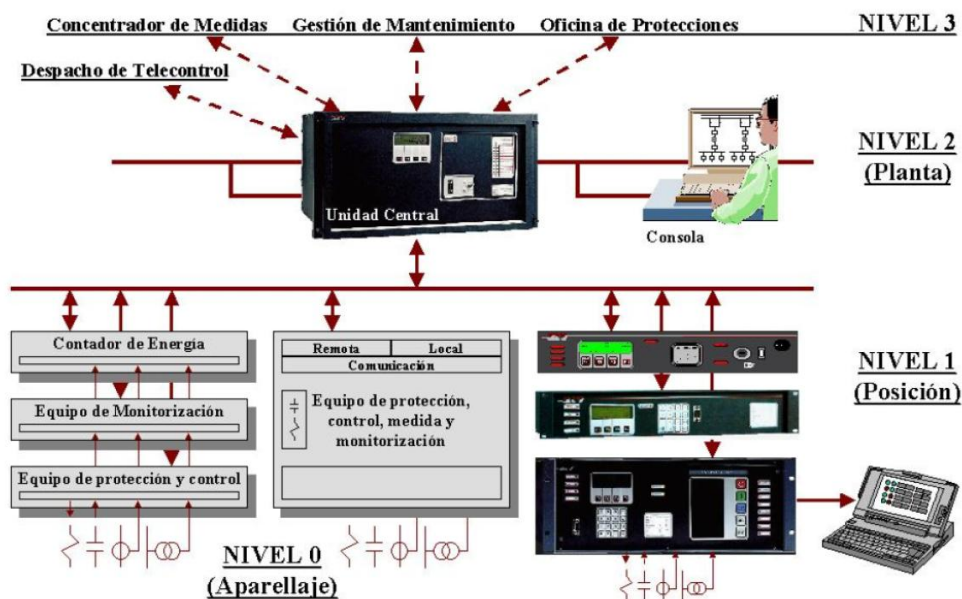 Concentrador de Medidas Gestión de Mantenimiento Oficina de Protecciones NIVEL 3
Despacho de Telecontrol
NIVEL 2
(Planta)
Unidad Central
Consola
Contador de Energía
Equipo de Monitorización
Equipo de protección y control
Remota Local
Comunicación
Equipo de protección,
control, medida y
monitorización
NIVEL 1
(Posición)
NIVEL 0
(Aparellaje)